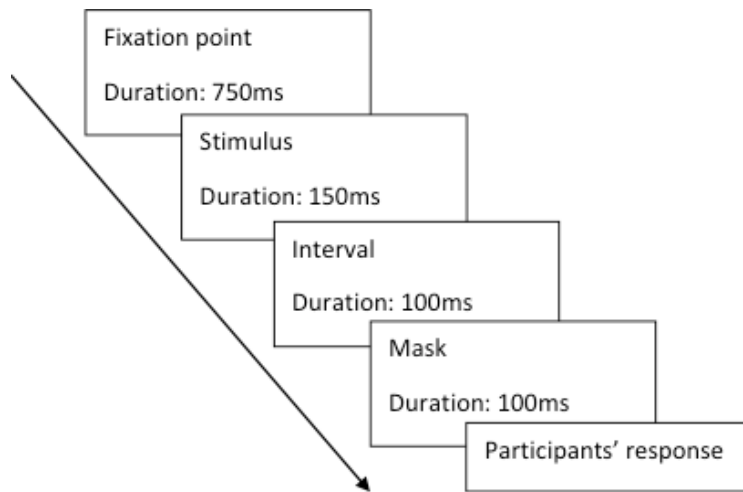 Fixation point
Duration: 750ms
Stimulus
Duration: 150ms
Interval
Duration: 100ms
Mask
Duration: 100ms
Participants’ response